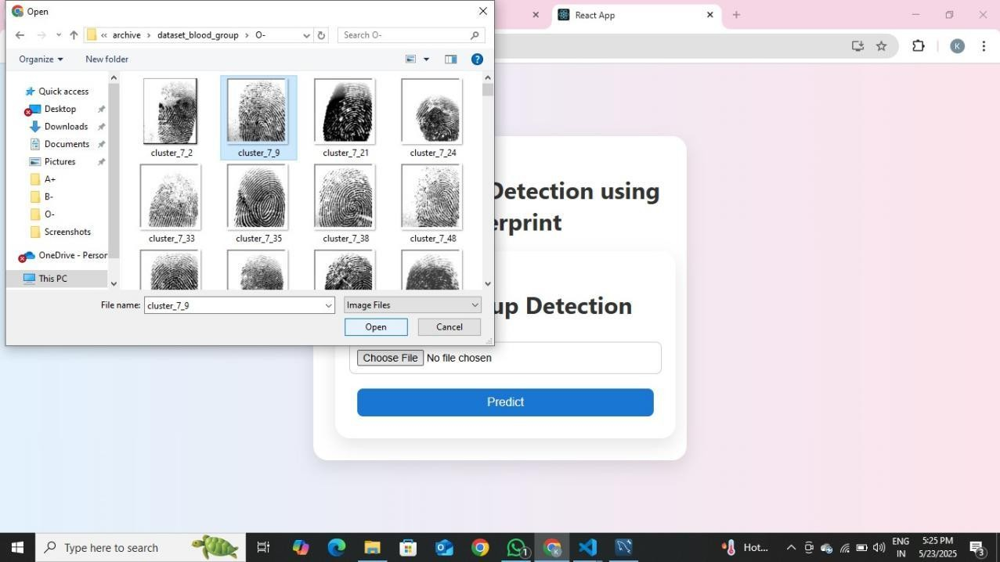 Open
React App
archive > dataset_blood_group > O-
Search O-
Organize
New folder
K
Quick access
Desktop
Downloads
Documents
Pictures
A+
B-
O-
Screenshots
OneDrive - Person
This PC
cluster_7_2
cluster_7_9
cluster_7_21
cluster_7_24
cluster_7_33
cluster_7_35
cluster_7_38
cluster_7_48
File name: cluster_7_9
Image Files
Open
Cancel
Detection using
erprint
up Detection
Choose File No file chosen
Predict
Type here to search
1
K
Hot...
ENG
IN
5:25 PM
5/23/2025
3